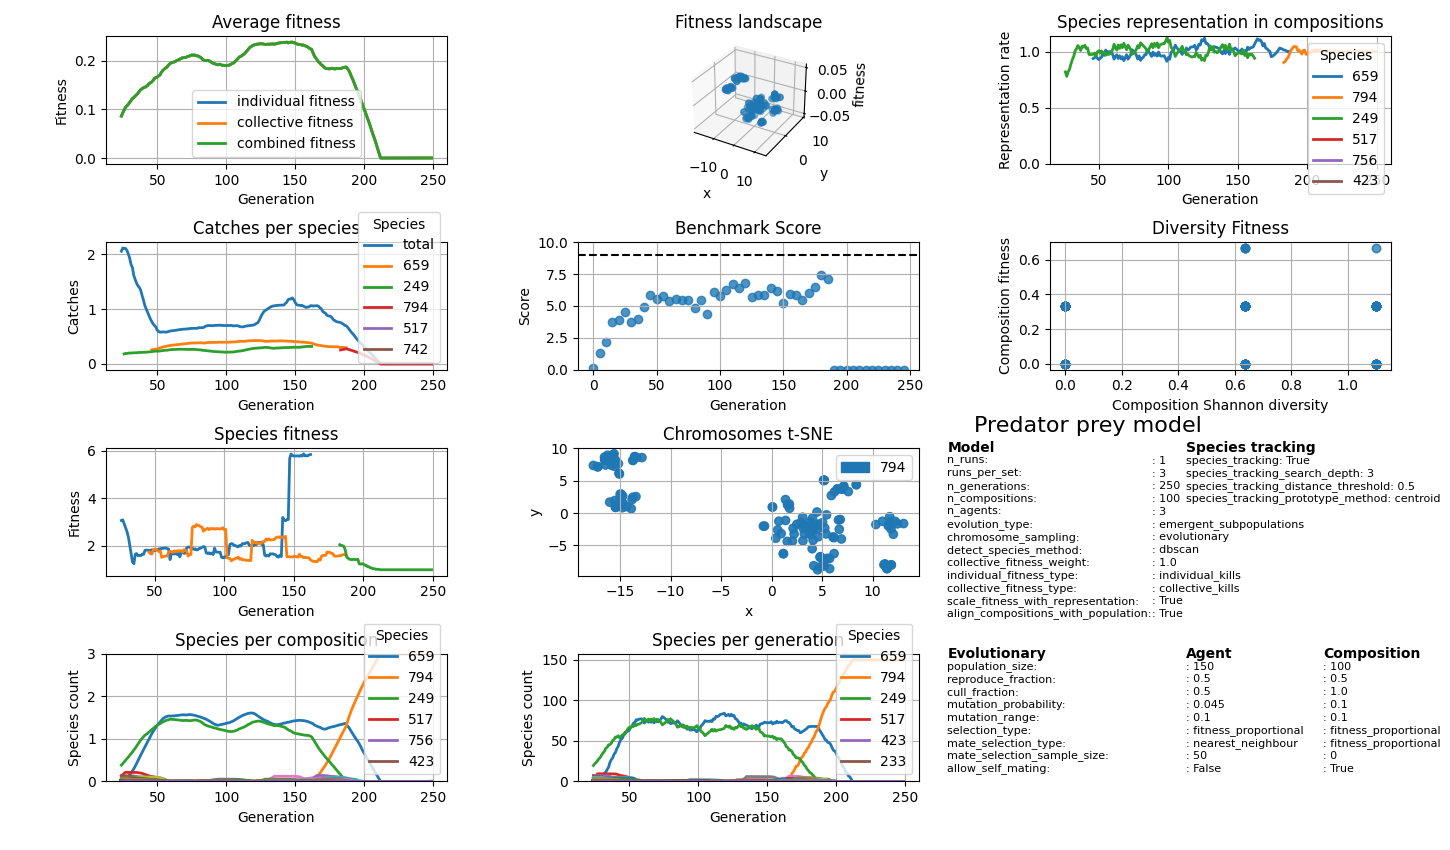 Average fitness
Fitness
0.2
0.1
0.0
individual fitness
collective fitness
combined fitness
50
100
150
200
250
Generation
Fitness landscape
0.05
0.00
−0.05
fitness
−10
0
10
x
10
0
y
Species representation in compositions
Representation rate
1.0
0.5
0.0
Species
659
794
249
517
756
423
50
100
150
200
250
Generation
Catches per species
Catches
2
1
0
Species
total
659
249
794
517
742
50
100
150
200
250
Generation
Benchmark Score
Score
10.0
7.5
5.0
2.5
0.0
0
50
100
150
200
250
Generation
Diversity Fitness
Composition fitness
0.6
0.4
0.2
0.0
0.0
0.2
0.4
0.6
0.8
1.0
Composition Shannon diversity
Species fitness
Fitness
6
4
2
50
100
150
200
250
Generation
Chromosomes t-SNE
y
10
5
0
−5
794
−15
−10
−5
0
5
10
x
Predator prey model
Model
Species tracking
n_runs: : 1 species_tracking: True
runs_per_set: : 3 species_tracking_search_depth: 3
n_generations: : 250 species_tracking_distance_threshold: 0.5
n_compositions: : 100 species_tracking_prototype_method: centroid
n_agents: : 3
evolution_type: : emergent_subpopulations
chromosome_sampling: : evolutionary
detect_species_method: : dbscan
collective_fitness_weight: : 1.0
individual_fitness_type: : individual_kills
collective_fitness_type: : collective_kills
scale_fitness_with_representation: : True
align_compositions_with_population: : True
Species per composition
Species count
3
2
1
0
Species
659
794
249
517
756
423
50
100
150
200
250
Generation
Species per generation
Species count
150
100
50
0
Species
659
794
249
517
423
233
50
100
150
200
250
Generation
Evolutionary Agent Composition
population_size: : 150 : 100
reproduce_fraction: : 0.5 : 0.5
cull_fraction: : 0.5 : 1.0
mutation_probability: : 0.045 : 0.1
mutation_range: : 0.1 : 0.1
selection_type: : fitness_proportional : fitness_proportional
mate_selection_type: : nearest_neighbour : fitness_proportional
mate_selection_sample_size: : 50 : 0
allow_self_mating: : False : True